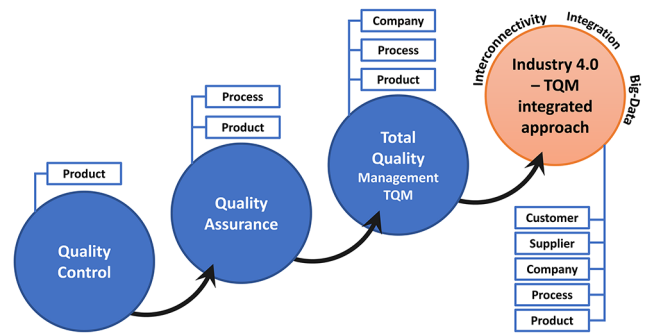 Product
Quality
Control
Process
Product
Quality
Assurance
Company
Process
Product
Total
Quality
Management
TQM
Interconnectivity
Integration
Big-Data
Industry 4.0
– TQM
integrated
approach
Customer
Supplier
Company
Process
Product